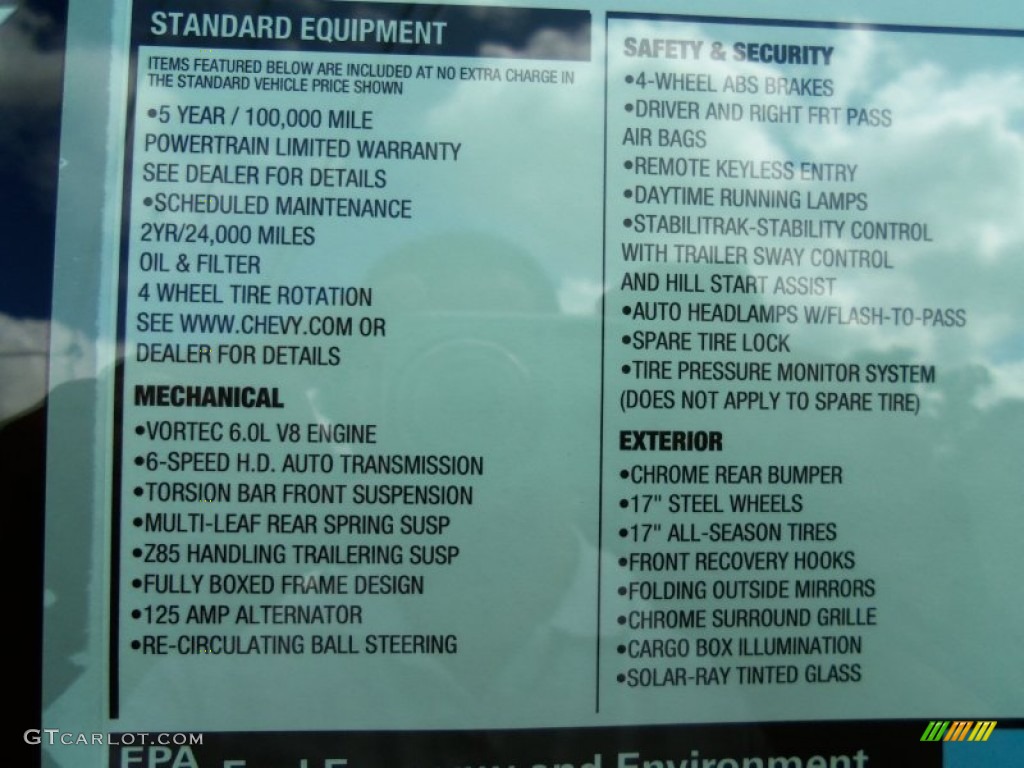 STANDARD EQUIPMENT
ITEMS FEATURED BELOW ARE INCLUDED AT NO EXTRA CHARGE IN
THE STANDARD VEHICLE PRICE SHOWN
•5 YEAR / 100,000 MILE
POWERTRAIN LIMITED WARRANTY
SEE DEALER FOR DETAILS
•SCHEDULED MAINTENANCE
2YR/24,000 MILES
OIL & FILTER
4 WHEEL TIRE ROTATION
SEE WWW.CHEVY.COM OR
DEALER FOR DETAILS
MECHANICAL
•VORTEC 6.0L V8 ENGINE
•6-SPEED H.D. AUTO TRANSMISSION
•TORSION BAR FRONT SUSPENSION
•MULTI-LEAF REAR SPRING SUSP
•Z85 HANDLING TRAILERING SUSP
•FULLY BOXED FRAME DESIGN
•125 AMP ALTERNATOR
•RE-CIRCULATING BALL STEERING
SAFETY & SECURITY
•4-WHEEL ABS BRAKES
•DRIVER AND RIGHT FRT PASS
AIR BAGS
•REMOTE KEYLESS ENTRY
•DAYTIME RUNNING LAMPS
•STABILITRAK-STABILITY CONTROL
WITH TRAILER SWAY CONTROL
AND HILL START ASSIST
•AUTO HEADLAMPS W/FLASH-TO-PASS
•SPARE TIRE LOCK
•TIRE PRESSURE MONITOR SYSTEM
(DOES NOT APPLY TO SPARE TIRE)
EXTERIOR
•CHROME REAR BUMPER
•17" STEEL WHEELS
•17" ALL-SEASON TIRES
•FRONT RECOVERY HOOKS
•FOLDING OUTSIDE MIRRORS
•CHROME SURROUND GRILLE
•CARGO BOX ILLUMINATION
•SOLAR-RAY TINTED GLASS
GTCARLOT.COM
EPA Fuel Economy and Environment